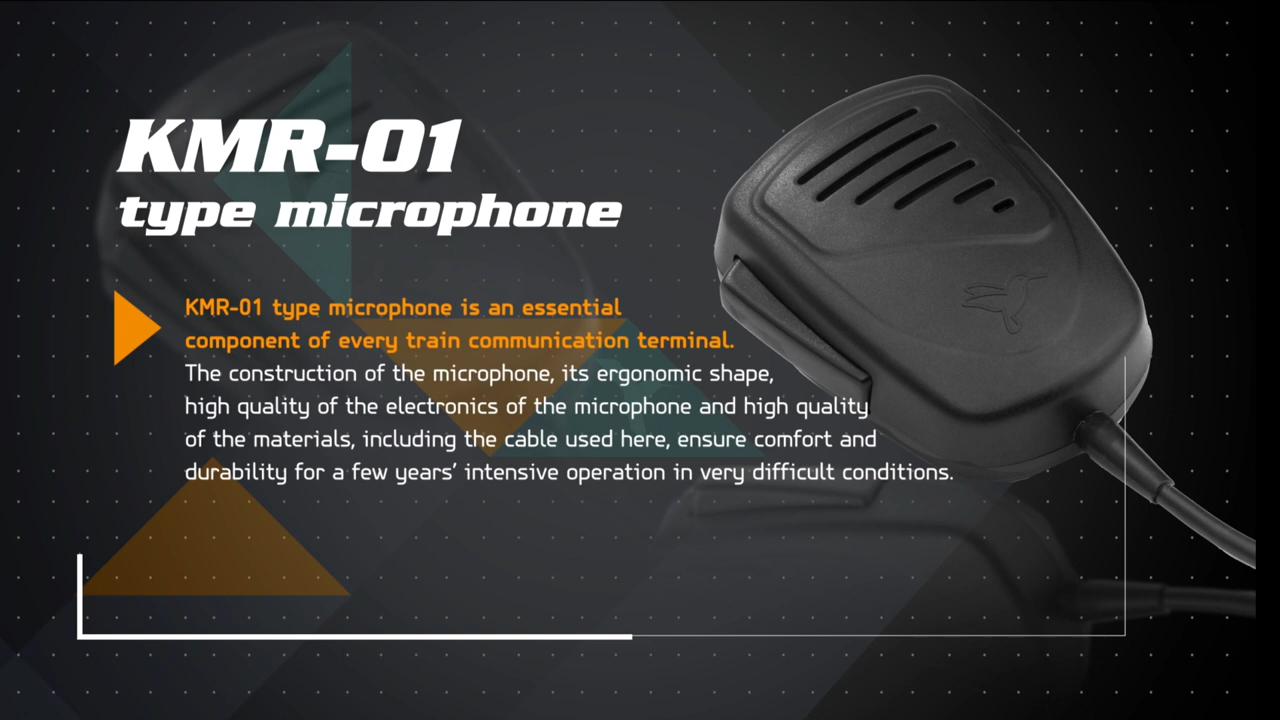 KMR-01
type microphone
KMR-01 type microphone is an essential
component of every train communication terminal.
The construction of the microphone, its ergonomic shape,
high quality of the electronics of the microphone and high quality
of the materials, including the cable used here, ensure comfort and
durability for a few years’ intensive operation in very difficult conditions.